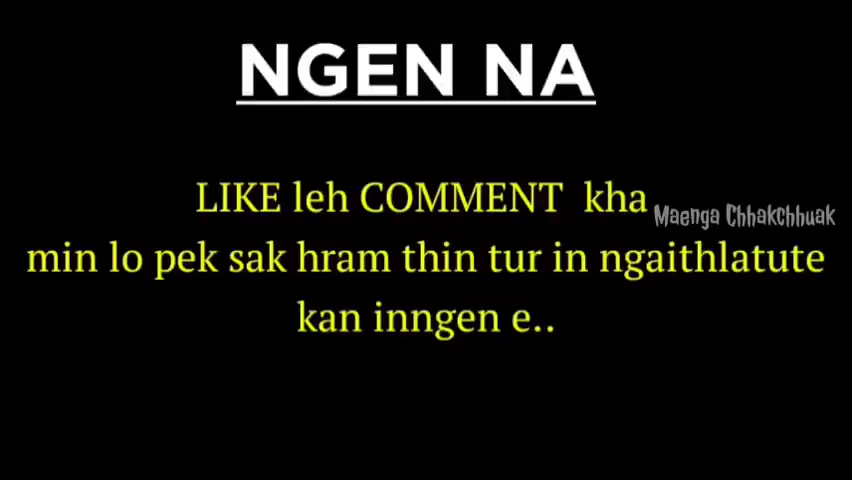 NGEN NA
LIKE leh COMMENT kha
Maenga Chhakchhuak
min lo pek sak hram thin tur in ngaithlatute
kan inngen e..